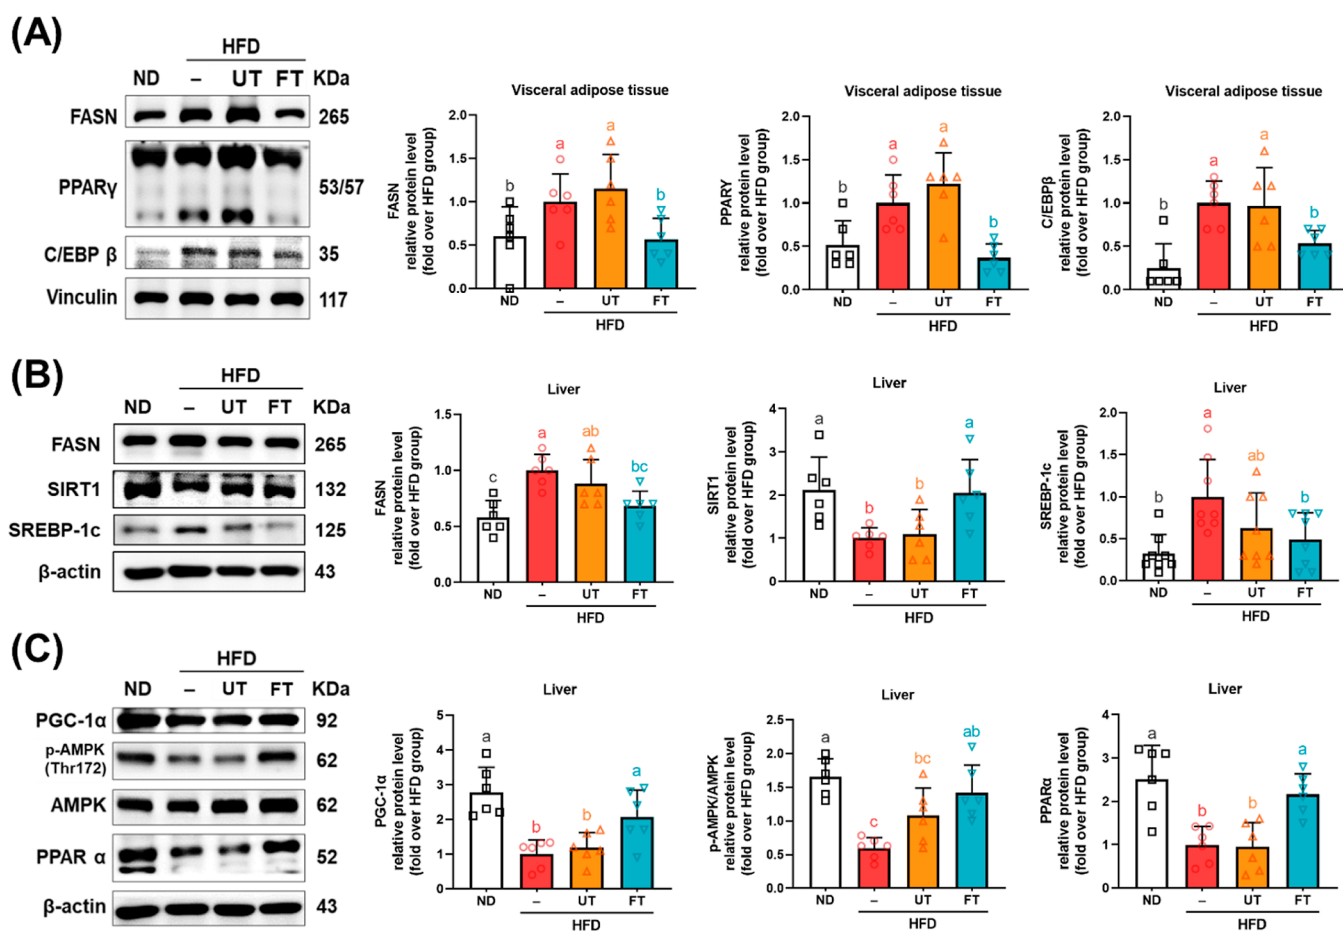 (A)
HFD
ND – UT FT KDa
FASN 265
PPARγ 53/57
C/EBP β 35
Vinculin 117
Visceral adipose tissue
FASN
relative protein level
(fold over HFD group)
2.0
1.5
1.0
0.5
0.0
b a a b
ND – UT FT
HFD
Visceral adipose tissue
PPARY
relative protein level
(fold over HFD group)
2.0
1.5
1.0
0.5
0.0
b a a b
ND – UT FT
HFD
Visceral adipose tissue
C/EBPβ
relative protein level
(fold over HFD group)
2.0
1.5
1.0
0.5
0.0
b a a b
ND – UT FT
HFD
(B)
HFD
ND – UT FT KDa
FASN 265
SIRT1 132
SREBP-1c 125
β-actin 43
Liver
FASN
relative protein level
(fold over HFD group)
1.5
1.0
0.5
0.0
c a ab bc
ND – UT FT
HFD
Liver
SIRT1
relative protein level
(fold over HFD group)
4
3
2
1
0
a b b a
ND – UT FT
HFD
Liver
SREBP-1c
relative protein level
(fold over HFD group)
2.0
1.5
1.0
0.5
0.0
b a ab b
ND – UT FT
HFD
(C)
HFD
ND – UT FT KDa
PGC-1α 92
p-AMPK
(Thr172) 62
AMPK 62
PPAR α 52
β-actin 43
Liver
PGC-1α
relative protein level
(fold over HFD group)
5
4
3
2
1
0
a b b a
ND – UT FT
HFD
Liver
p-AMPK/AMPK
relative protein level
(fold over HFD group)
2.5
2.0
1.5
1.0
0.5
0.0
a c bc ab
ND – UT FT
HFD
Liver
PPARα
relative protein level
(fold over HFD group)
4
3
2
1
0
a b b a
ND – UT FT
HFD